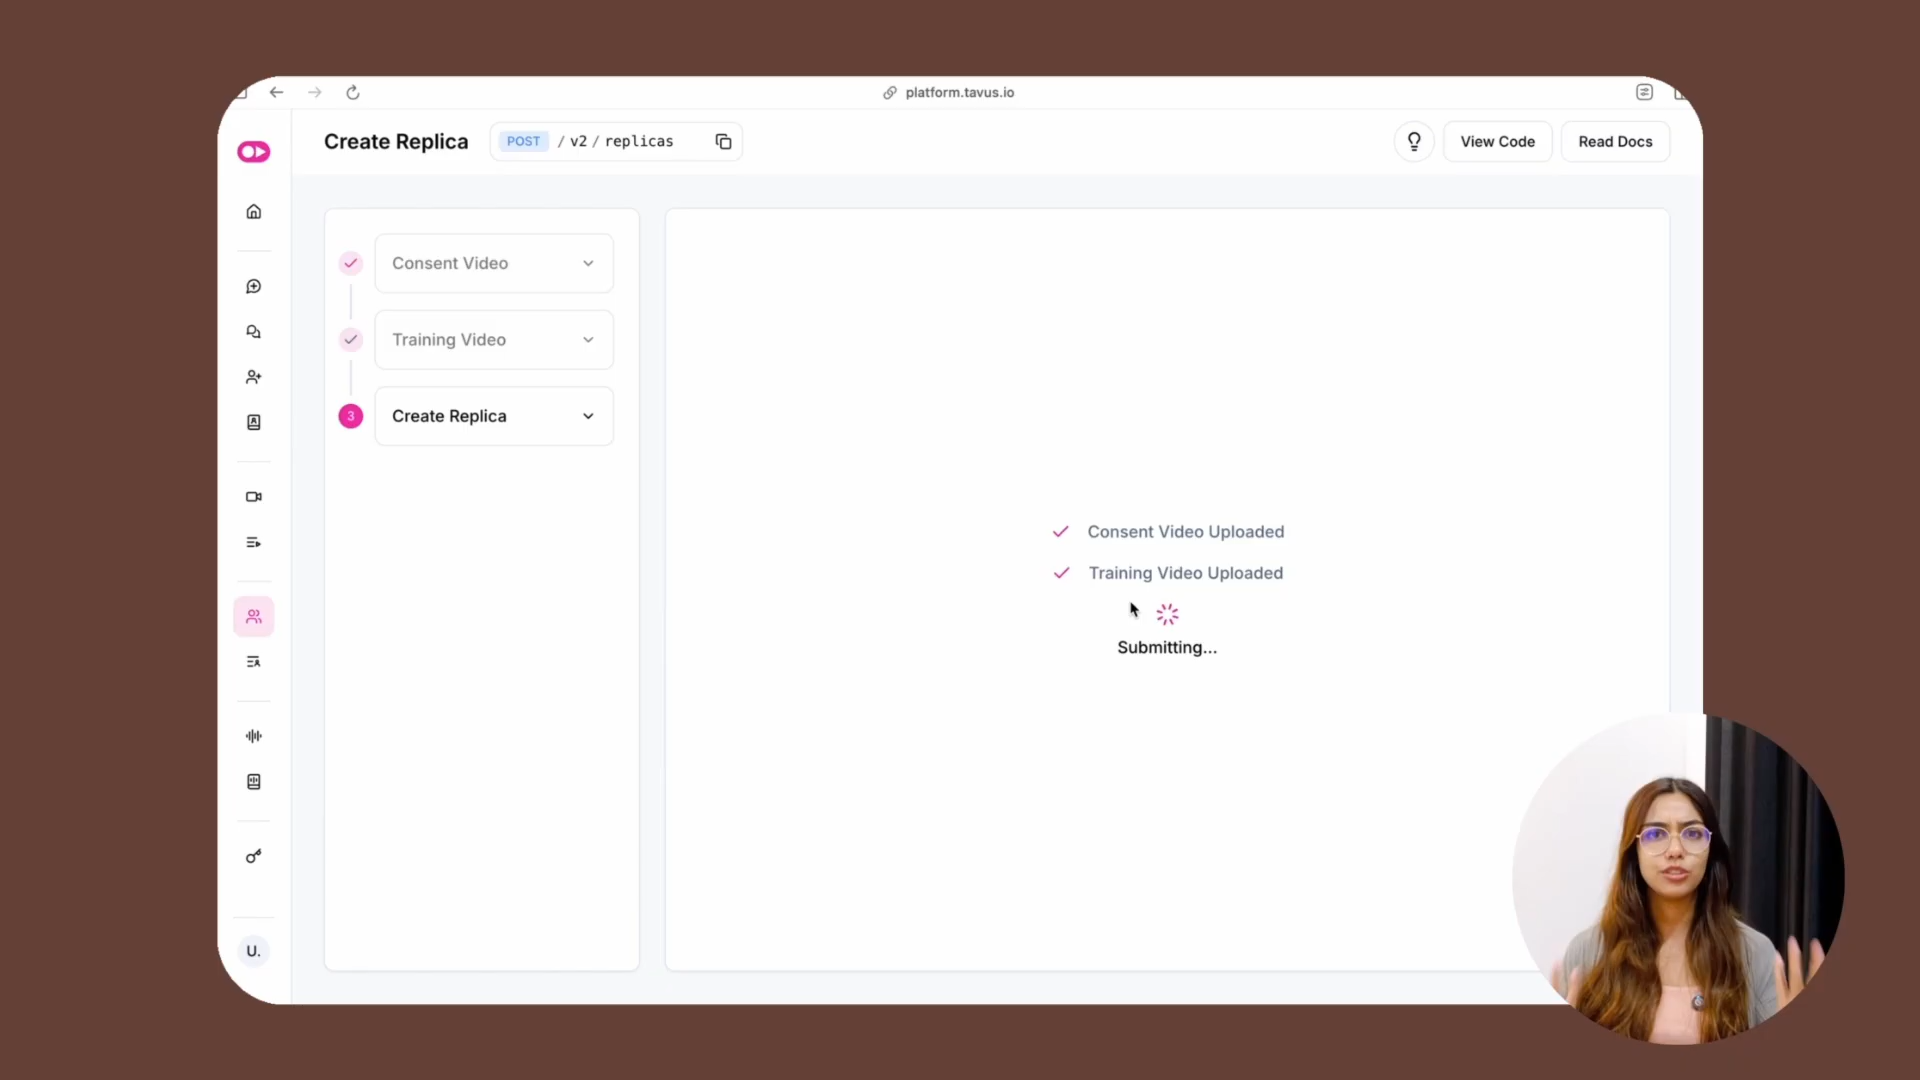 platform.tavus.io
Create Replica
POST / v2 / replicas
View Code
Read Docs
Consent Video
Training Video
3
Create Replica
Consent Video Uploaded
Training Video Uploaded
Submitting...
U.